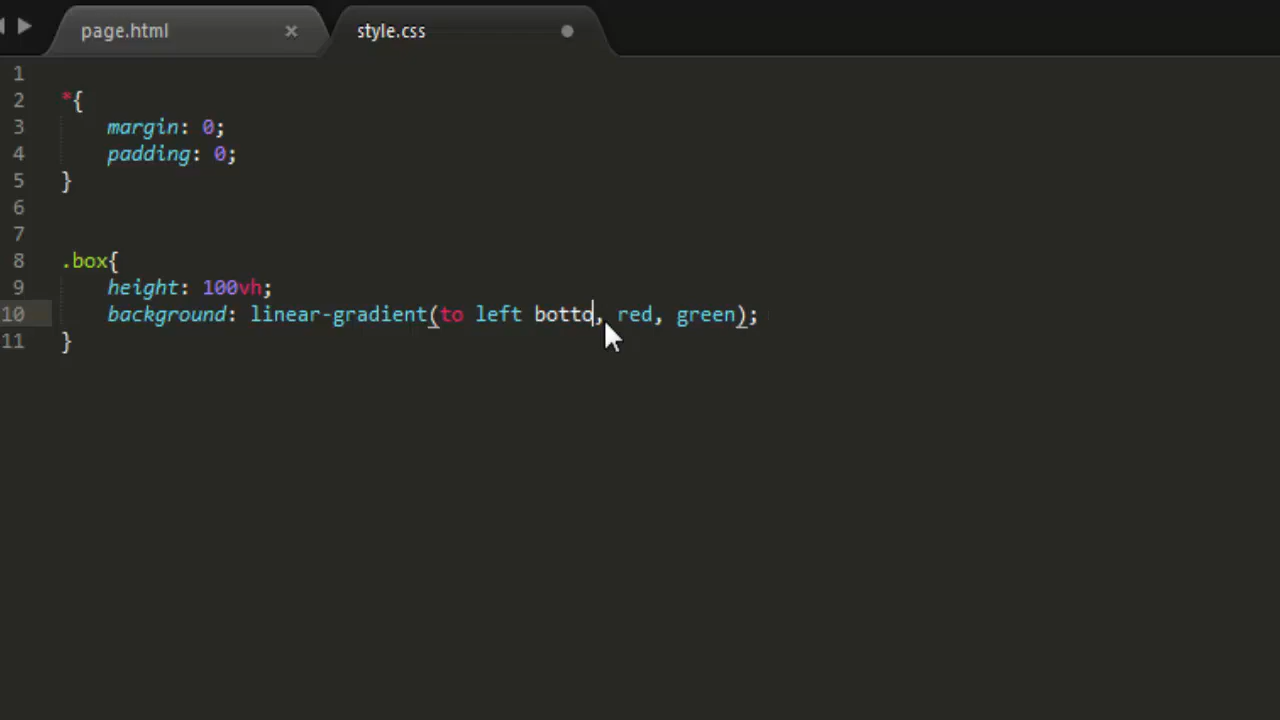 page.html × style.css
1
2 *{
3 margin: 0;
4 padding: 0;
5 }
6
7
8 .box{
9 height: 100vh;
10 background: linear-gradient(to left botto, red, green);
11 }